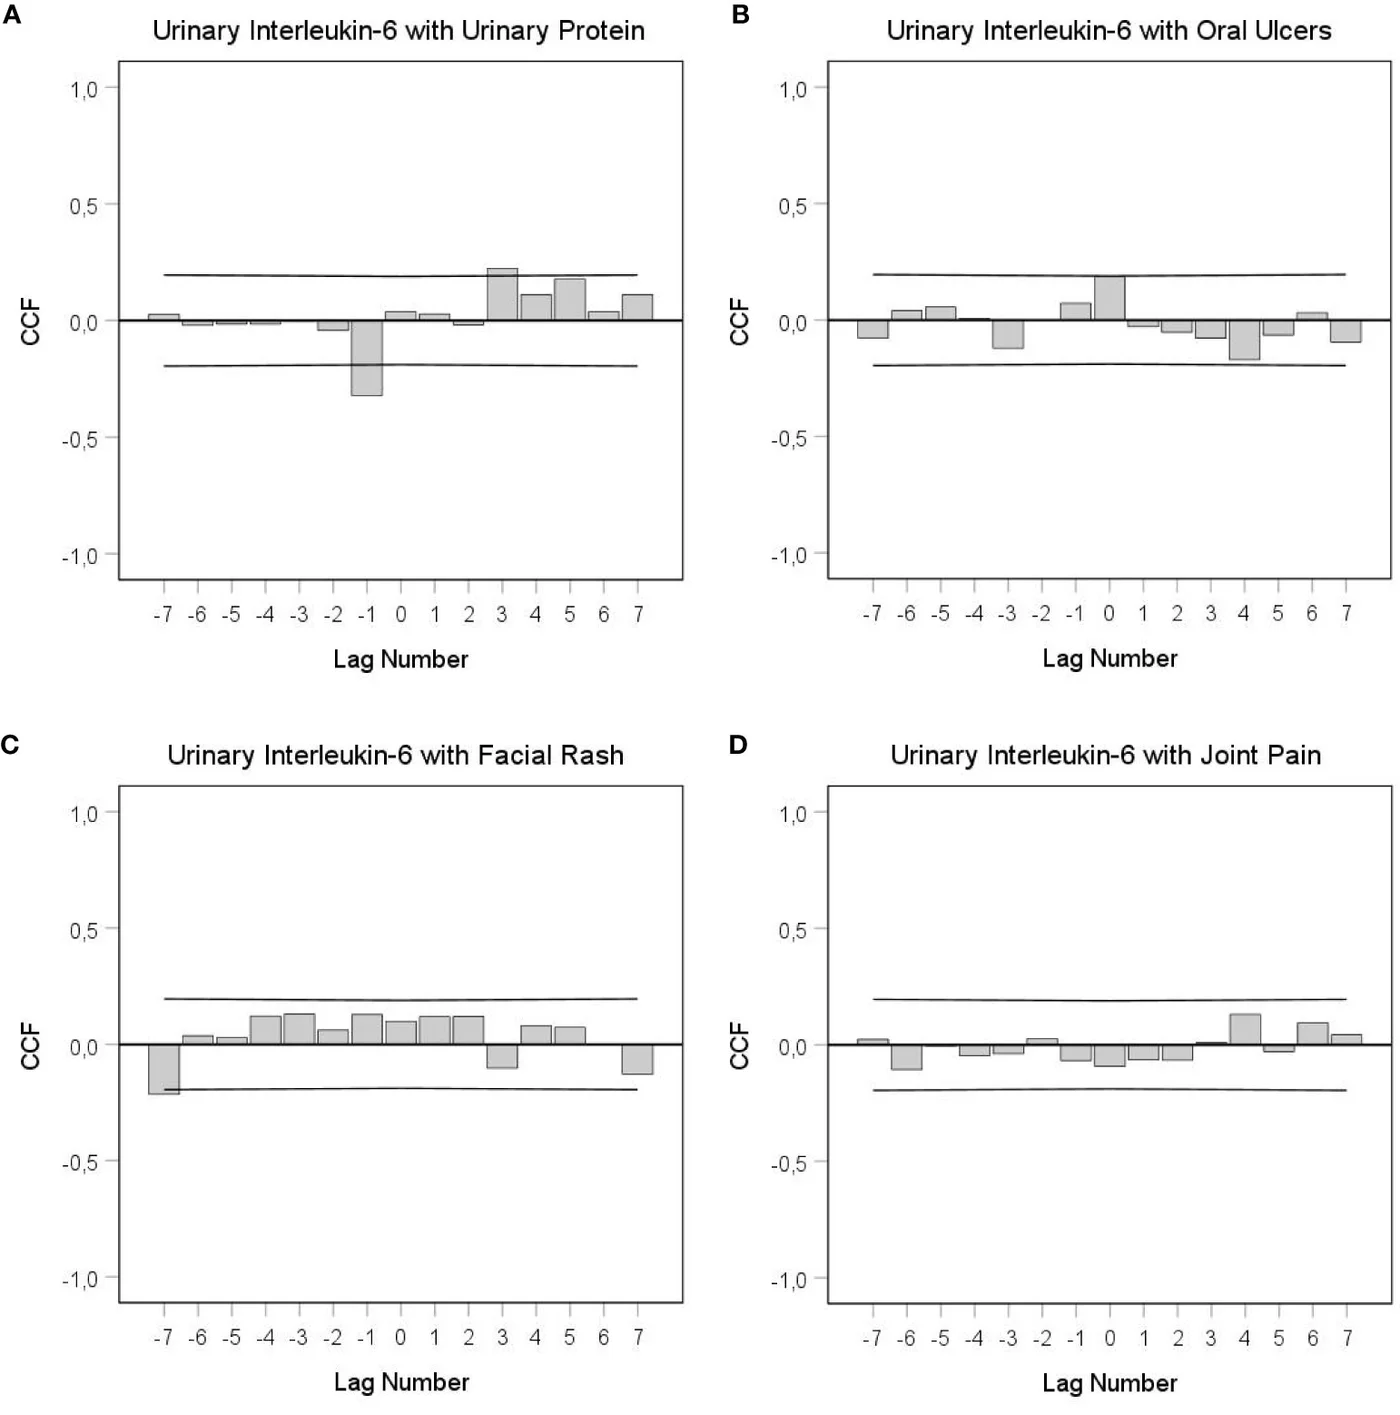 A
Urinary Interleukin-6 with Urinary Protein
1,0
0,5
0,0
-0,5
-1,0
CCF
-7 -6 -5 -4 -3 -2 -1 0 1 2 3 4 5 6 7
Lag Number
B
Urinary Interleukin-6 with Oral Ulcers
1,0
0,5
0,0
-0,5
-1,0
CCF
-7 -6 -5 -4 -3 -2 -1 0 1 2 3 4 5 6 7
Lag Number
C
Urinary Interleukin-6 with Facial Rash
1,0
0,5
0,0
-0,5
-1,0
CCF
-7 -6 -5 -4 -3 -2 -1 0 1 2 3 4 5 6 7
Lag Number
D
Urinary Interleukin-6 with Joint Pain
1,0
0,5
0,0
-0,5
-1,0
CCF
-7 -6 -5 -4 -3 -2 -1 0 1 2 3 4 5 6 7
Lag Number